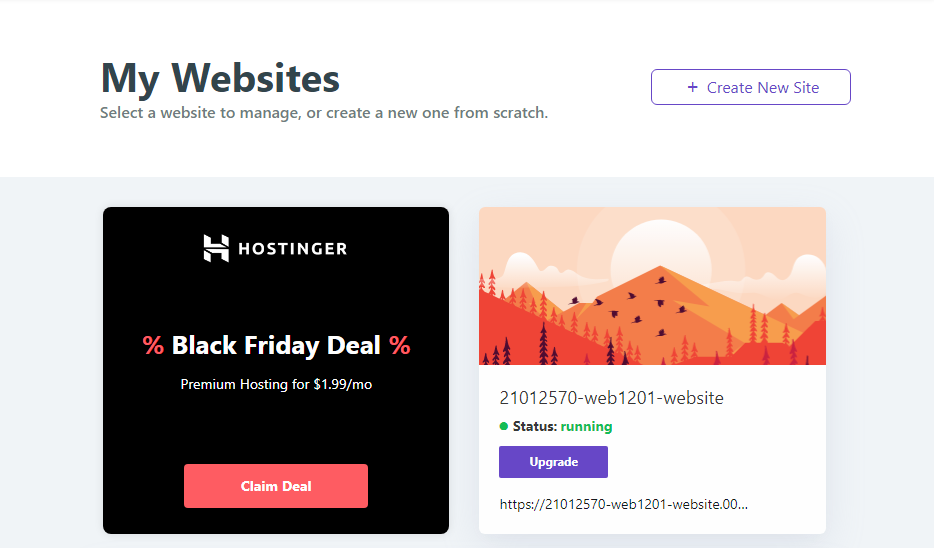 My Websites
Select a website to manage, or create a new one from scratch.
+ Create New Site
HOSTINGER
% Black Friday Deal %
Premium Hosting for $1.99/mo
Claim Deal
21012570-web1201-website
Status: running
Upgrade
https://21012570-web1201-website.00...